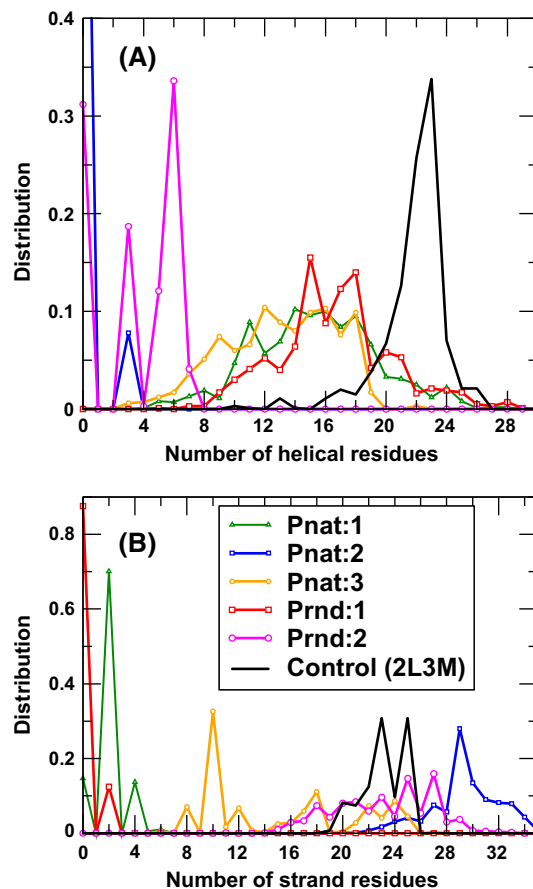 (A)
Distribution
0.4
0.3
0.2
0.1
0
0 4 8 12 16 20 24 28
Number of helical residues
(B)
Distribution
0.8
0.6
0.4
0.2
0
Pnat:1
Pnat:2
Pnat:3
Prnd:1
Prnd:2
Control (2L3M)
0 4 8 12 16 20 24 28 32
Number of strand residues